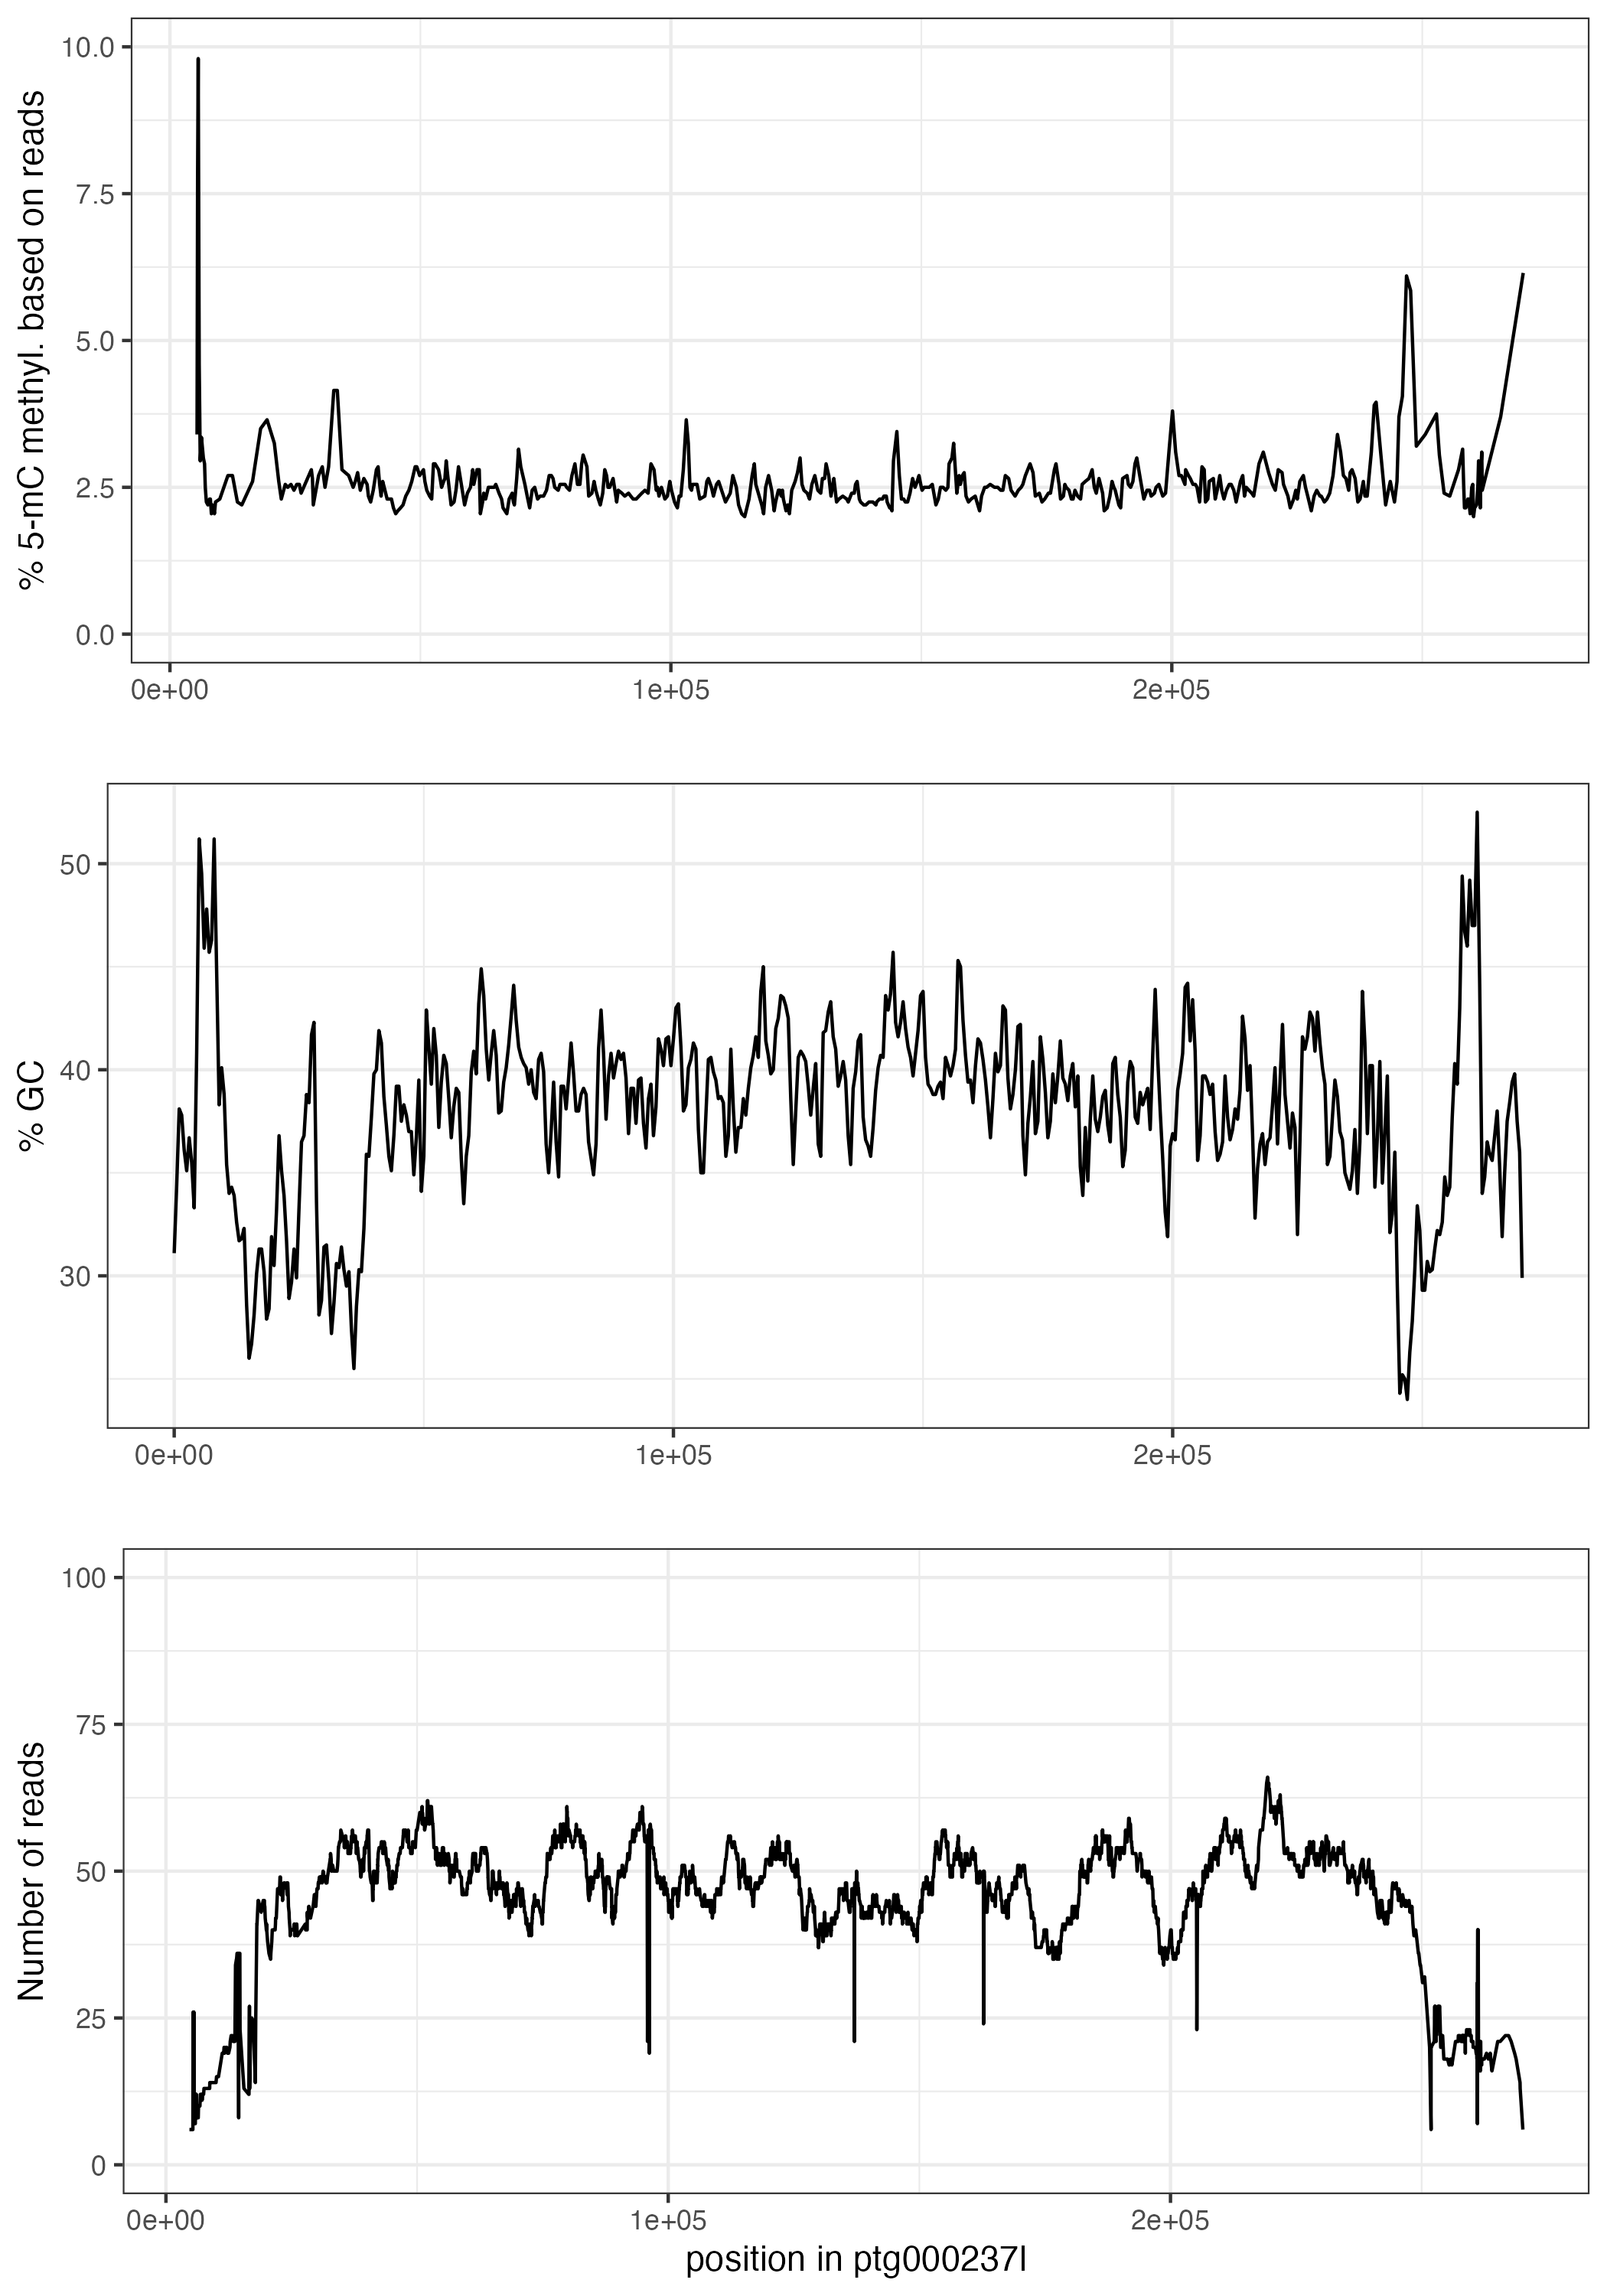 % 5-mC methyl. based on reads
10.0
7.5
5.0
2.5
0.0
0e+00 1e+05 2e+05
% GC
50
40
30
0e+00 1e+05 2e+05
Number of reads
100
75
50
25
0
0e+00 1e+05 2e+05
position in ptg000237l